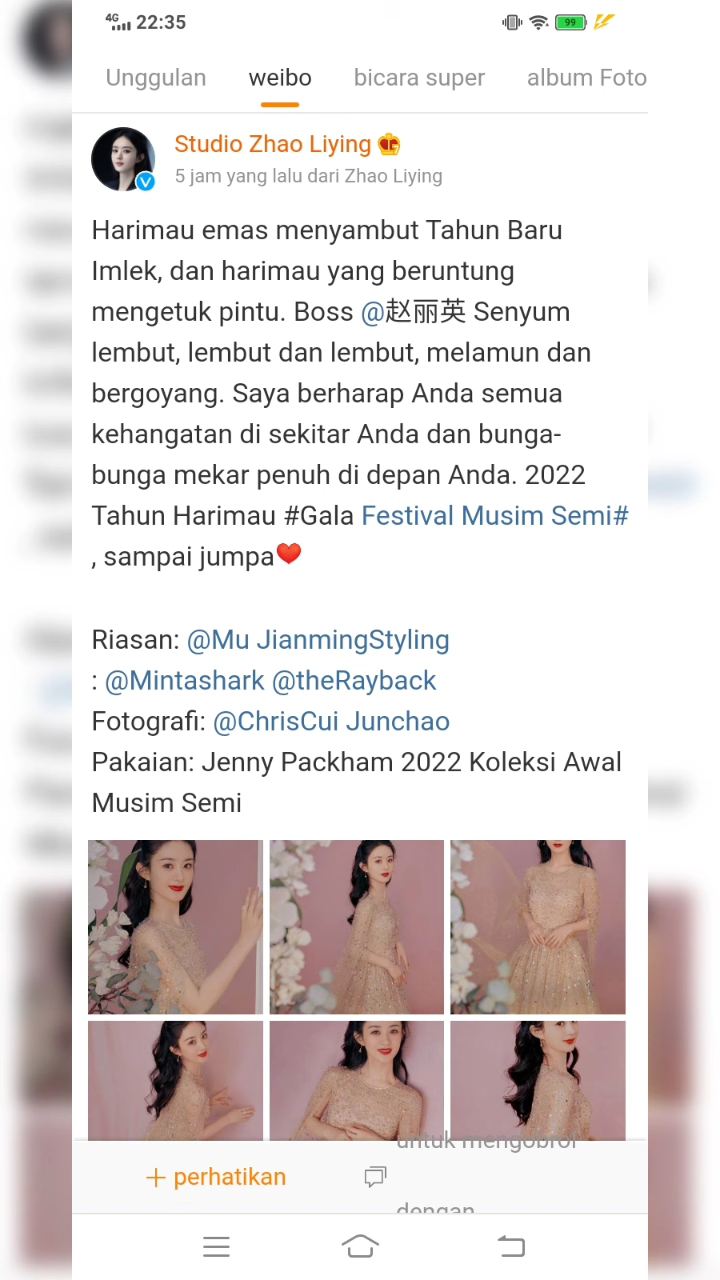 4G 22:35 99
Unggulan weibo bicara super album Foto
Studio Zhao Liying
5 jam yang lalu dari Zhao Liying
Harimau emas menyambut Tahun Baru
Imlek, dan harimau yang beruntung
mengetuk pintu. Boss @赵丽英 Senyum
lembut, lembut dan lembut, melamun dan
bergoyang. Saya berharap Anda semua
kehangatan di sekitar Anda dan bunga-
bunga mekar penuh di depan Anda. 2022
Tahun Harimau #Gala Festival Musim Semi#
, sampai jumpa❤️
Riasan: @Mu JianmingStyling
: @Mintashark @theRayback
Fotografi: @ChrisCui Junchao
Pakaian: Jenny Packham 2022 Koleksi Awal
Musim Semi
untuk mengobrol
+ perhatikan
dengan